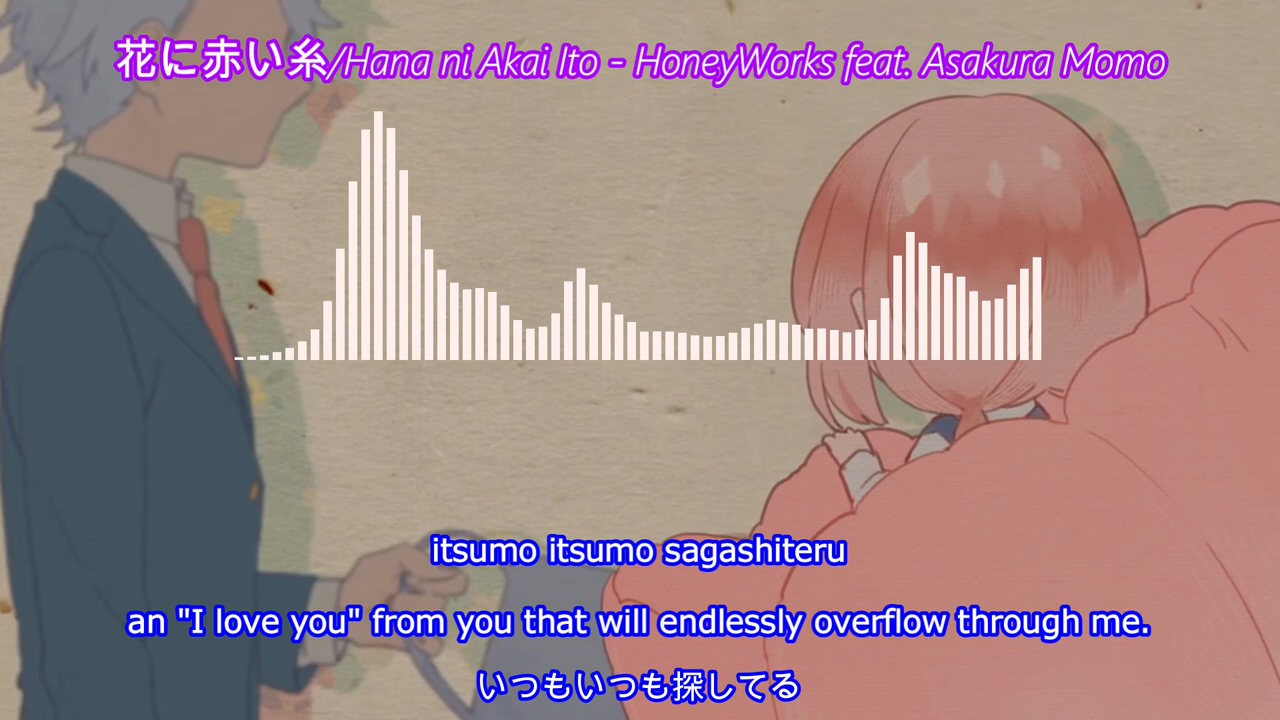 花に赤い糸/Hana ni Akai Ito - HoneyWorks feat. Asakura Momo
itsumo itsumo sagashiteru
an "I love you" from you that will endlessly overflow through me.
いつもいつも探してる